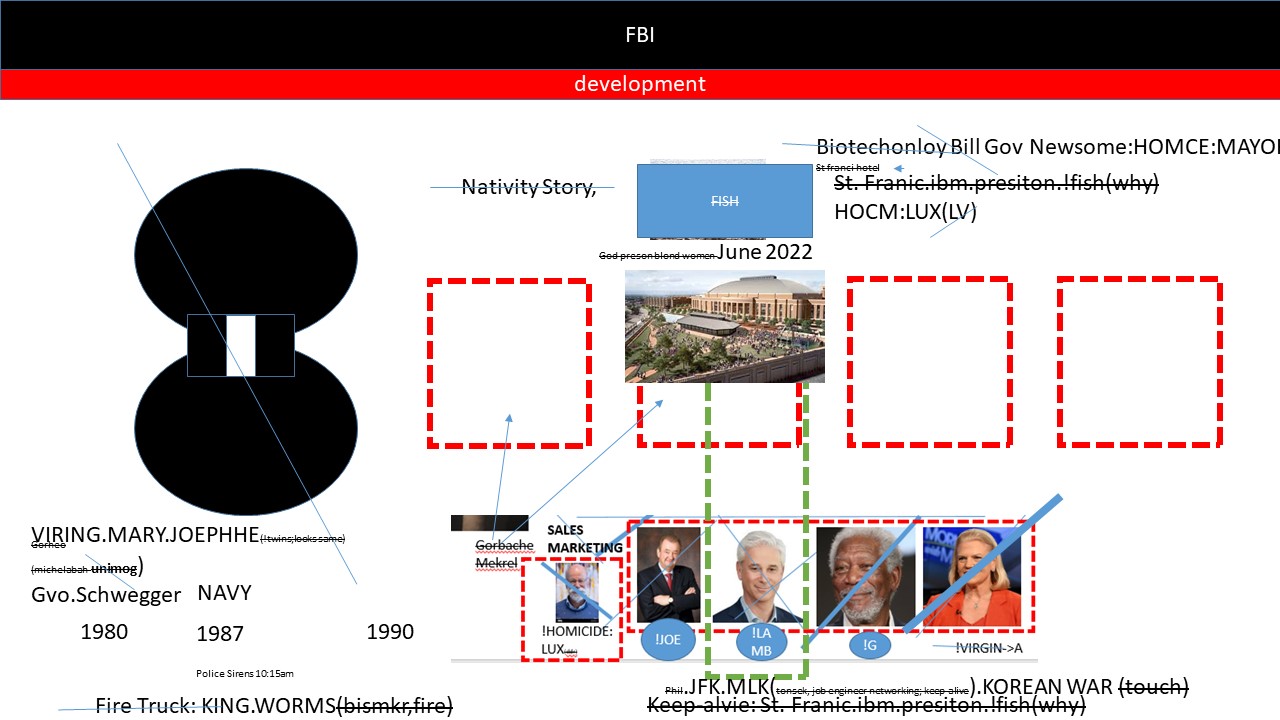 FBI
development
Biotechonloy Bill Gov Newsome:HOMCE:MAYO
St franci hotel
Nativity Story,
St. Franic.ibm.presiton.!fish(why)
FISH
HOCM:LUX(LV)
God preson blond women June 2022
SALES
MARKETING
VIRING.MARY.JOEPHHE(!twins;looks same)
Gorheo
Gorbache
Mekrel
(michelabah unimog)
Gvo.Schwegger
NAVY
1980
1987
1990
!HOMICIDE:
LUX
!JOE
!LA
MB
!G
!VIRGIN->A
Police Sirens 10:15am
Phil.JFK.MLK(tonsek, job engineer networking; keep alive).KOREAN WAR (touch)
Fire Truck: KING.WORMS(bismkr,fire)
Keep-alvie: St. Franic.ibm.presiton.!fish(why)